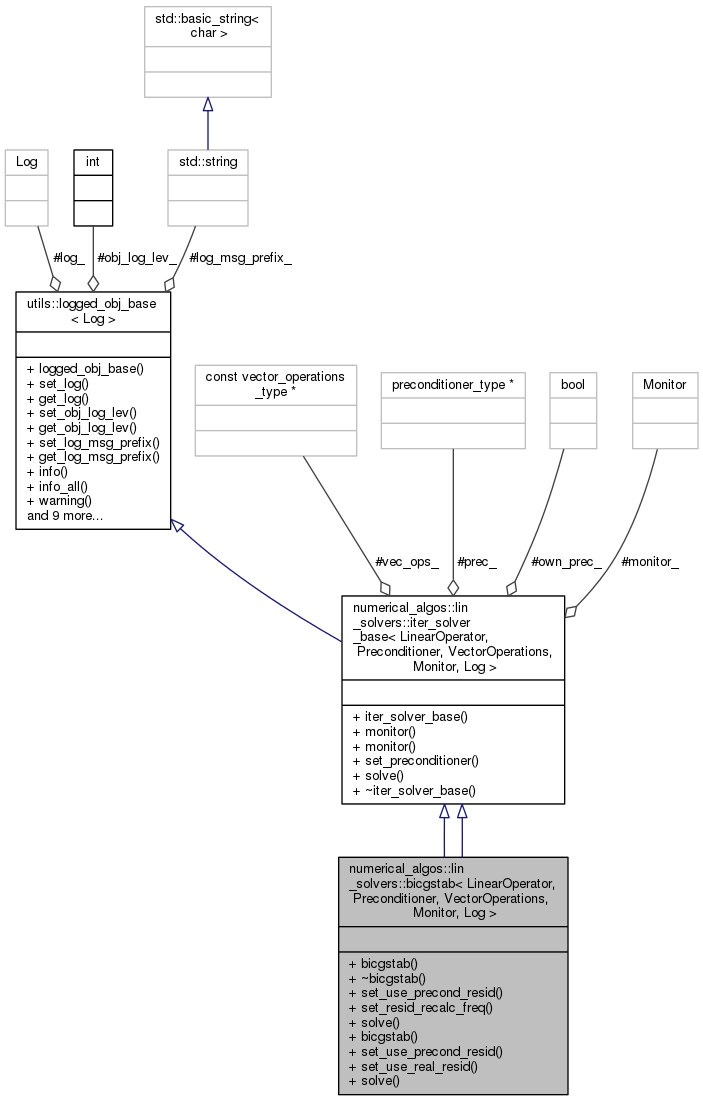 std::basic_string<
char >
Log
int
std::string
#log_
#obj_log_lev_
#log_msg_prefix_
utils::logged_obj_base
< Log >
+ logged_obj_base()
+ set_log()
+ get_log()
+ set_obj_log_lev()
+ get_obj_log_lev()
+ set_log_msg_prefix()
+ get_log_msg_prefix()
+ info()
+ info_all()
+ warning()
and 9 more...
const vector_operations
_type *
preconditioner_type *
bool
Monitor
#vec_ops_
#prec_
#own_prec_
#monitor_
numerical_algos::lin
_solvers::iter_solver
_base< LinearOperator,
Preconditioner, VectorOperations,
Monitor, Log >
+ iter_solver_base()
+ monitor()
+ monitor()
+ set_preconditioner()
+ solve()
+ ~iter_solver_base()
numerical_algos::lin
_solvers::bicgstab< LinearOperator,
Preconditioner, VectorOperations,
Monitor, Log >
+ bicgstab()
+ ~bicgstab()
+ set_use_precond_resid()
+ set_resid_recalc_freq()
+ solve()
+ bicgstab()
+ set_use_precond_resid()
+ set_use_real_resid()
+ solve()